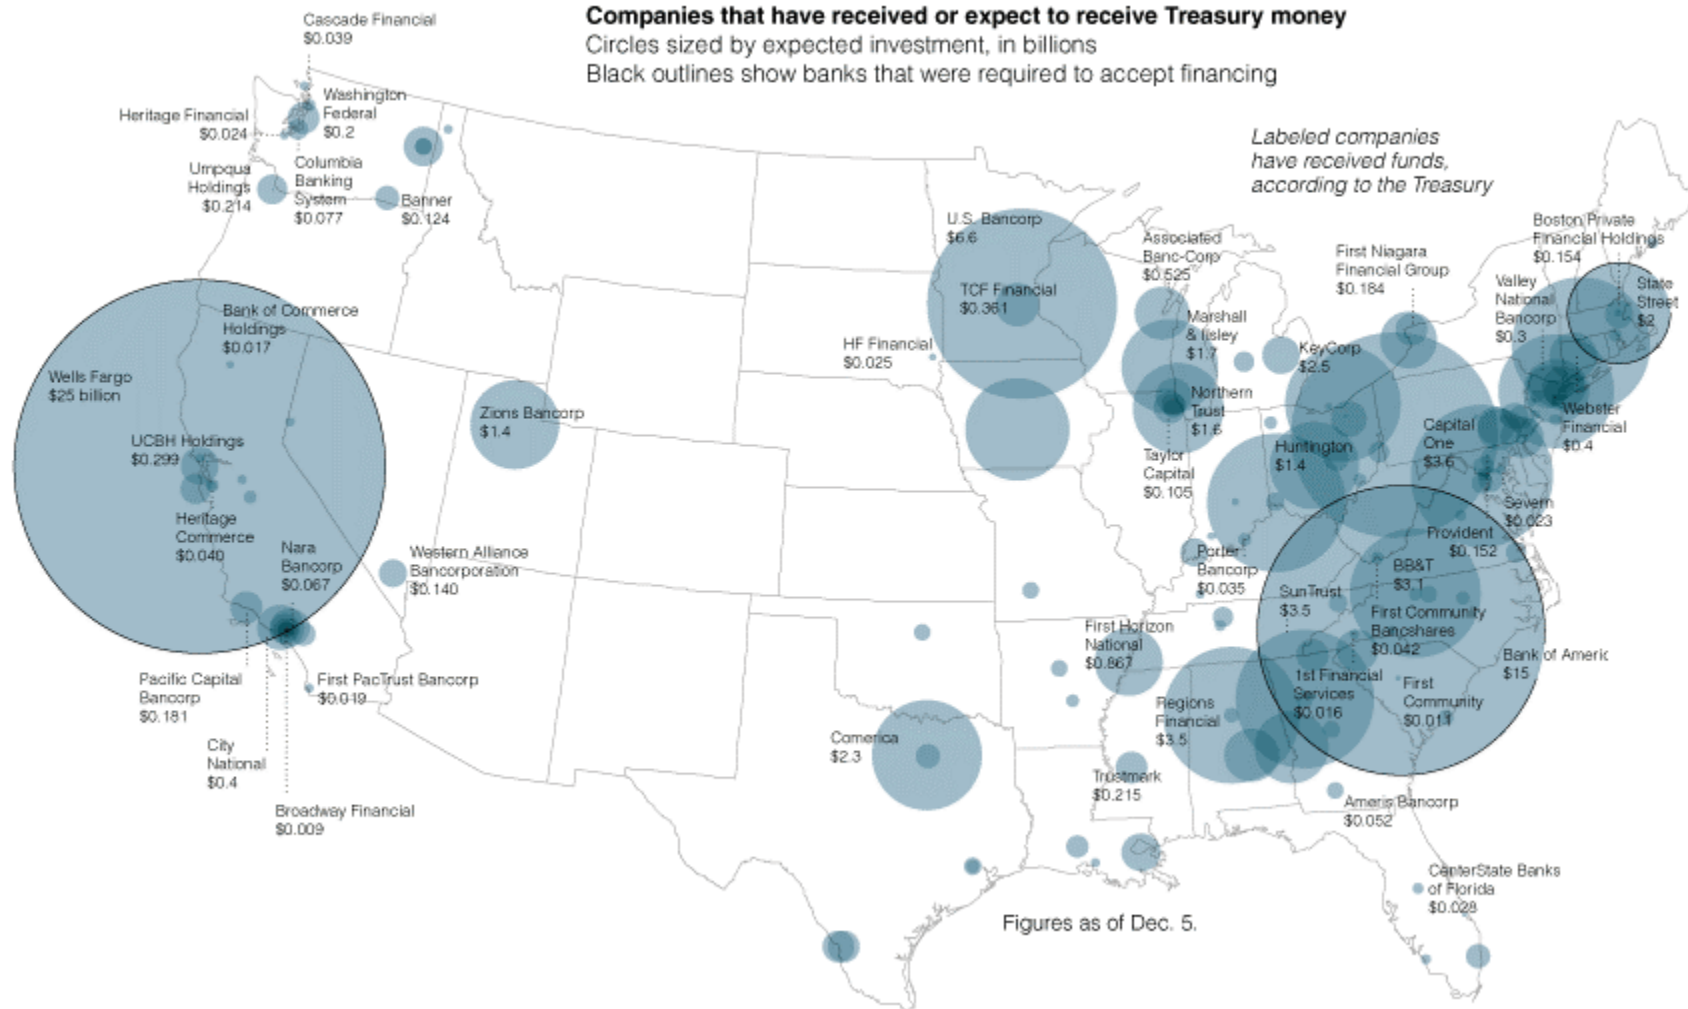 Companies that have received or expect to receive Treasury money
Circles sized by expected investment, in billions
Black outlines show banks that were required to accept financing
Labeled companies
have received funds,
according to the Treasury
Cascade Financial
$0.039
Washington
Federal
$0.2
Heritage Financial
$0.024
Umpqua
Holdings
$0.214
Columbia
Banking
System
$0.077
Banner
$0.124
Bank of Commerce
Holdings
$0.017
Wells Fargo
$25 billion
UCBH Holdings
$0.299
Heritage
Commerce
$0.040
Nara
Bancorp
$0.067
Zions Bancorp
$1.4
Western Alliance
Bancorporation
$0.140
Pacific Capital
Bancorp
$0.181
First PacTrust Bancorp
$0.019
City
National
$0.4
Broadway Financial
$0.009
U.S. Bancorp
$6.6
TCF Financial
$0.361
HF Financial
$0.025
Associated
Banc-Corp
$0.525
Marshall
& Iisley
$1.7
Northern
Trust
$1.6
Taylor
Capital
$0.105
KeyCorp
$2.5
First Niagara
Financial Group
$0.184
Boston Private
Financial Holdings
$0.154
Valley
National
Bancorp
$0.3
State
Street
$2
Webster
Financial
$0.4
Capital
One
$3.6
Huntington
$1.4
Severn
$0.023
Provident
$0.152
Porter
Bancorp
$0.035
BB&T
$3.1
SunTrust
$3.5
First Community
Bancshares
$0.042
Bank of Americ
$15
First Horizon
National
$0.867
1st Financial
Services
$0.016
First
Community
$0.011
Regions
Financial
$3.5
Comerica
$2.3
Trustmark
$0.215
Ameris Bancorp
$0.052
CenterState Banks
of Florida
$0.028
Figures as of Dec. 5.